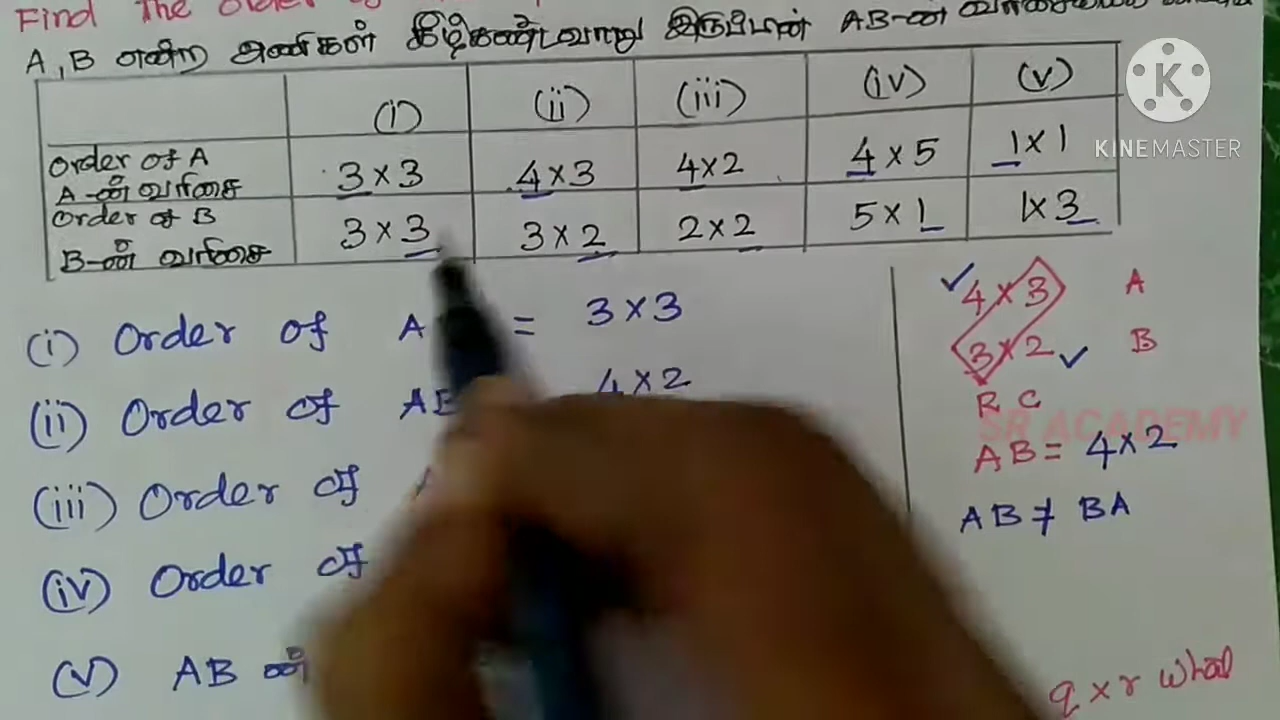 Find The Order of
A, B என்ற அணிகள் கீழ்கண்டவாறு இருப்பின் AB-ன்
(i) (ii) (iii) (iv) (v)
Order of A
A-ன் வரிசை 3 × 3 4 × 3 4 × 2 4 × 5 1 × 1
Order of B
B-ன் வரிசை 3 × 3 3 × 2 2 × 2 5 × 1 1 × 3
(i) Order of A = 3 × 3
(ii) Order of AB 4 × 2
(iii) Order of
(iv) Order of
(v) AB ன்
4 × 3 A
3 × 2 B
R C
AB = 4 × 2
AB ≠ BA
q × r what
K
KINEMASTER
SR ACADEMY